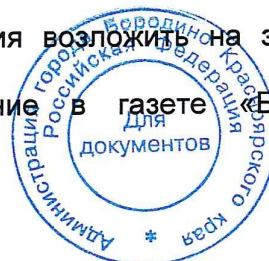 ия возложить на з
ние в газете «Б
Администрация города Бородино Красноярского края
Российская Федерация
Для
документов